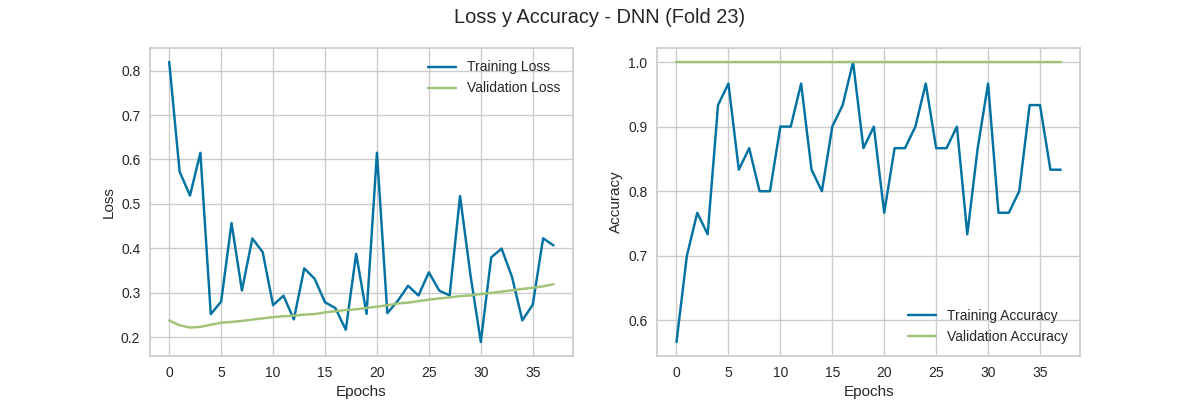 Loss y Accuracy - DNN (Fold 23)
Training Loss
Validation Loss
0.8
0.7
0.6
0.5
0.4
0.3
0.2
Loss
0 5 10 15 20 25 30 35
Epochs
1.0
0.9
0.8
0.7
0.6
Accuracy
Training Accuracy
Validation Accuracy
0 5 10 15 20 25 30 35
Epochs